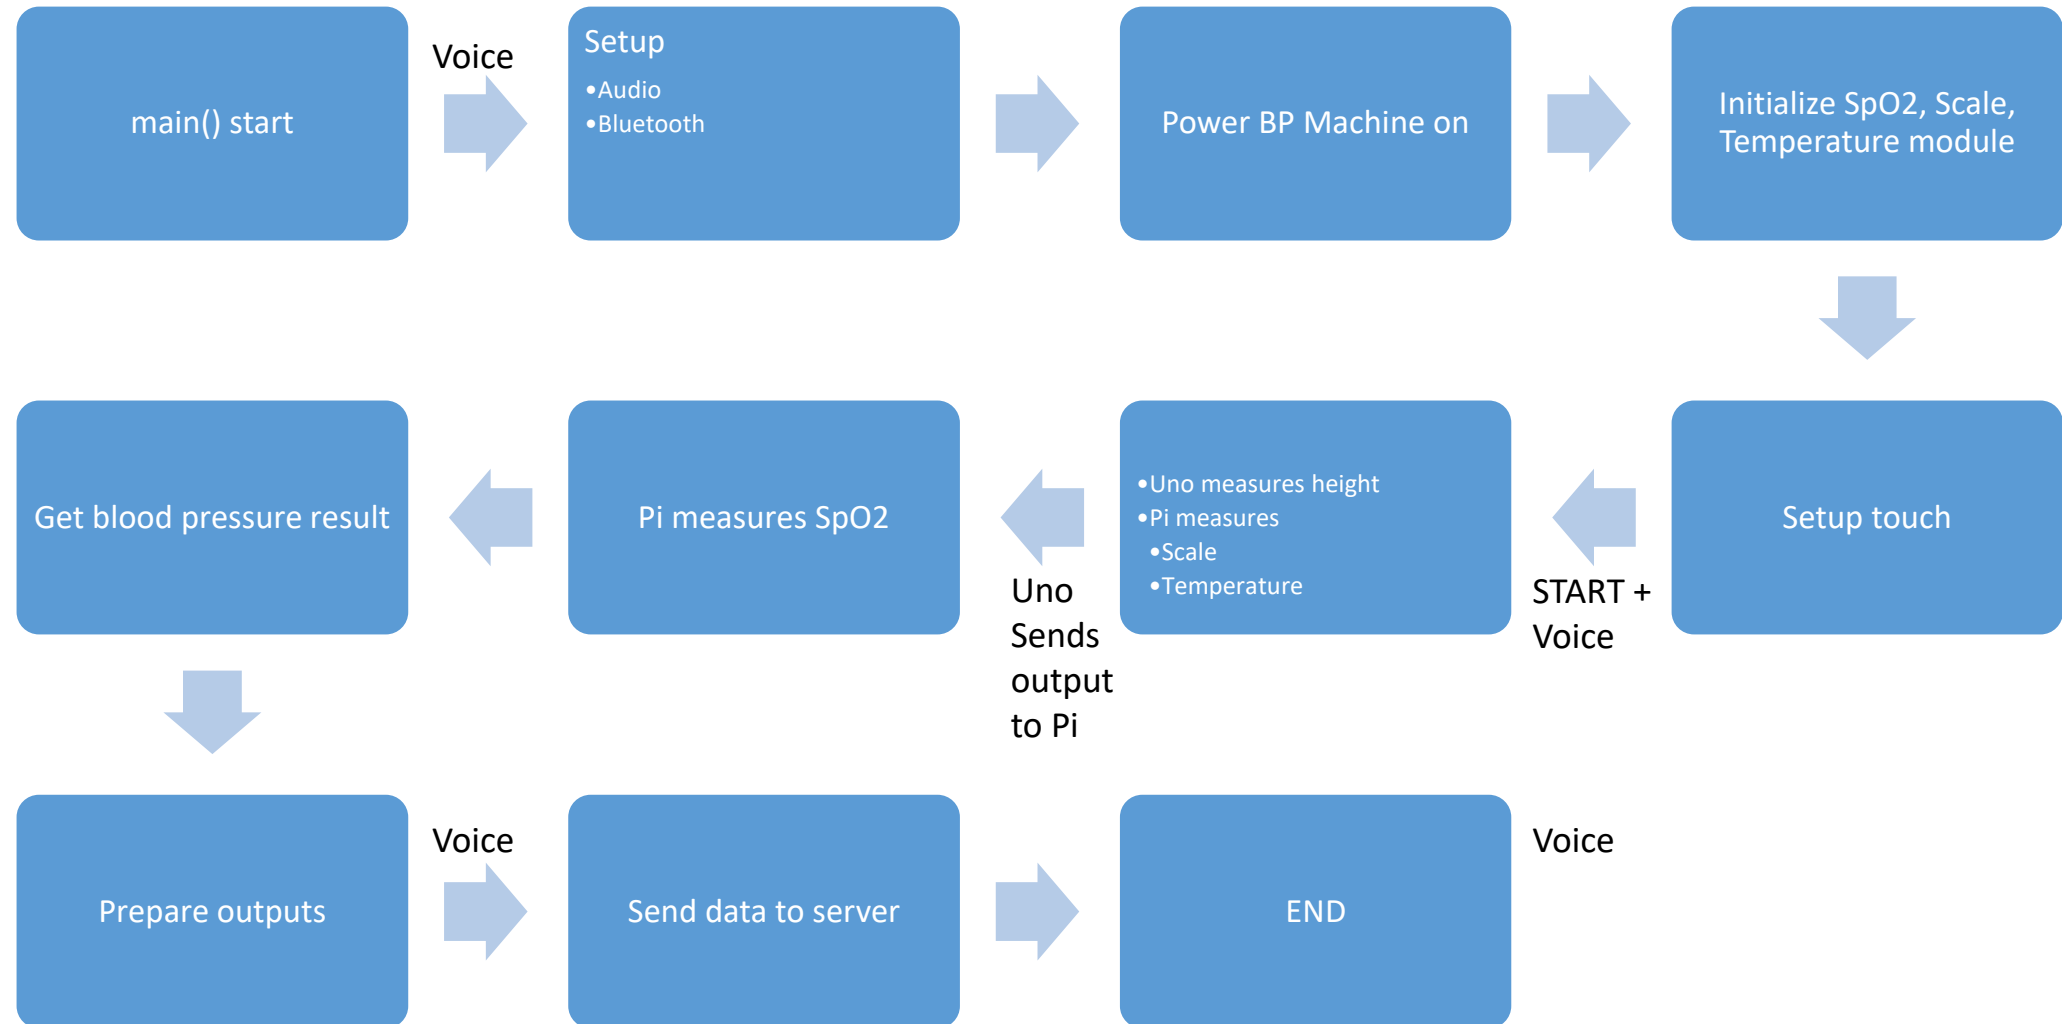 main() start
Voice
Setup
•Audio
•Bluetooth
Power BP Machine on
Initialize SpO2, Scale,
Temperature module
Setup touch
START +
Voice
•Uno measures height
•Pi measures
•Scale
•Temperature
Uno
Sends
output
to Pi
Pi measures SpO2
Get blood pressure result
Prepare outputs
Voice
Send data to server
END
Voice